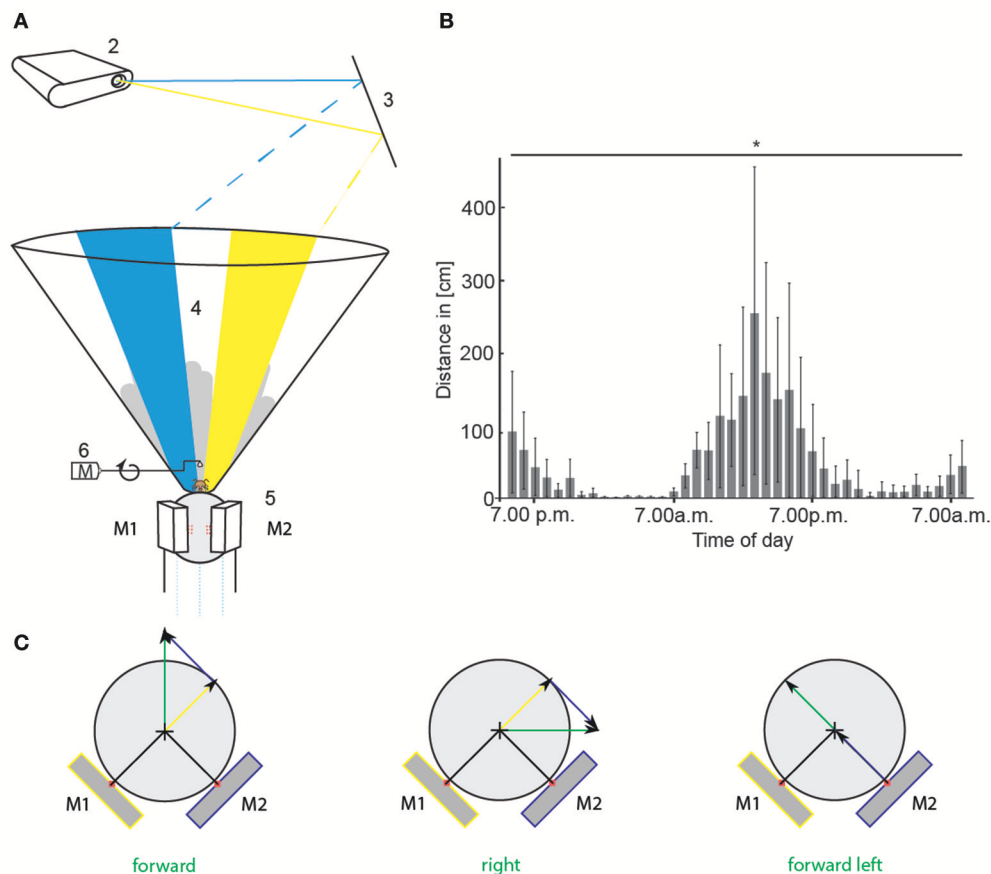 A
2
3
4
6
M
5
M1
M2
B
*
Distance in [cm]
400
300
200
100
0
7.00 p.m.
7.00a.m.
7.00p.m.
7.00a.m.
Time of day
C
M1
M2
forward
M1
M2
right
M1
M2
forward left